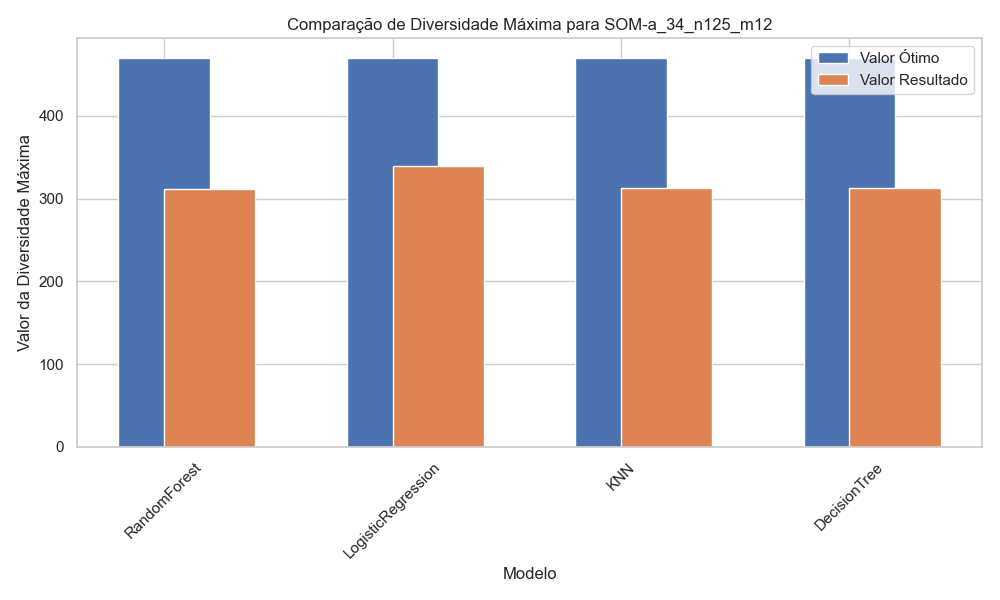 Comparação de Diversidade Máxima para SOM-a_34_n125_m12
Valor Ótimo
Valor Resultado
Valor da Diversidade Máxima
400
300
200
100
0
RandomForest
LogisticRegression
KNN
DecisionTree
Modelo